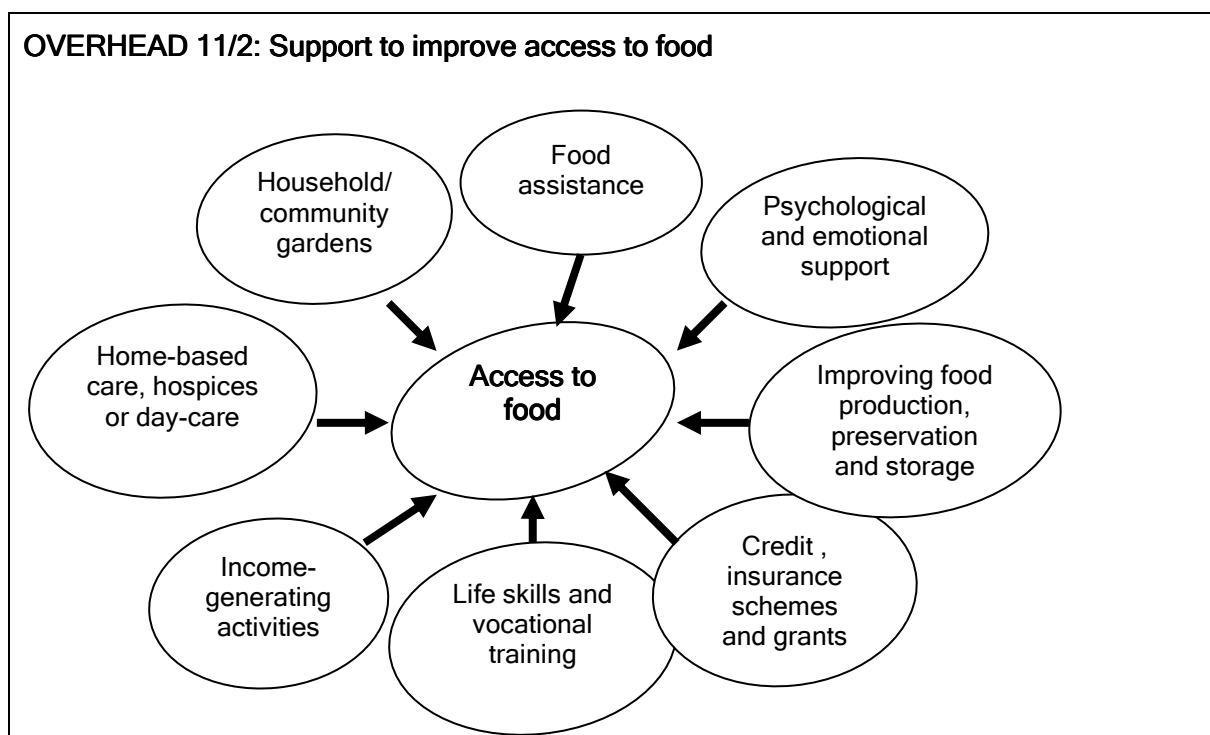 OVERHEAD 11/2: Support to improve access to food
Food
assistance
Household/
community
gardens
Psychological
and emotional
support
Home-based
care, hospices
or day-care
Access to
food
Improving food
production,
preservation
and storage
Income-
generating
activities
Life skills and
vocational
training
Credit ,
insurance
schemes
and grants